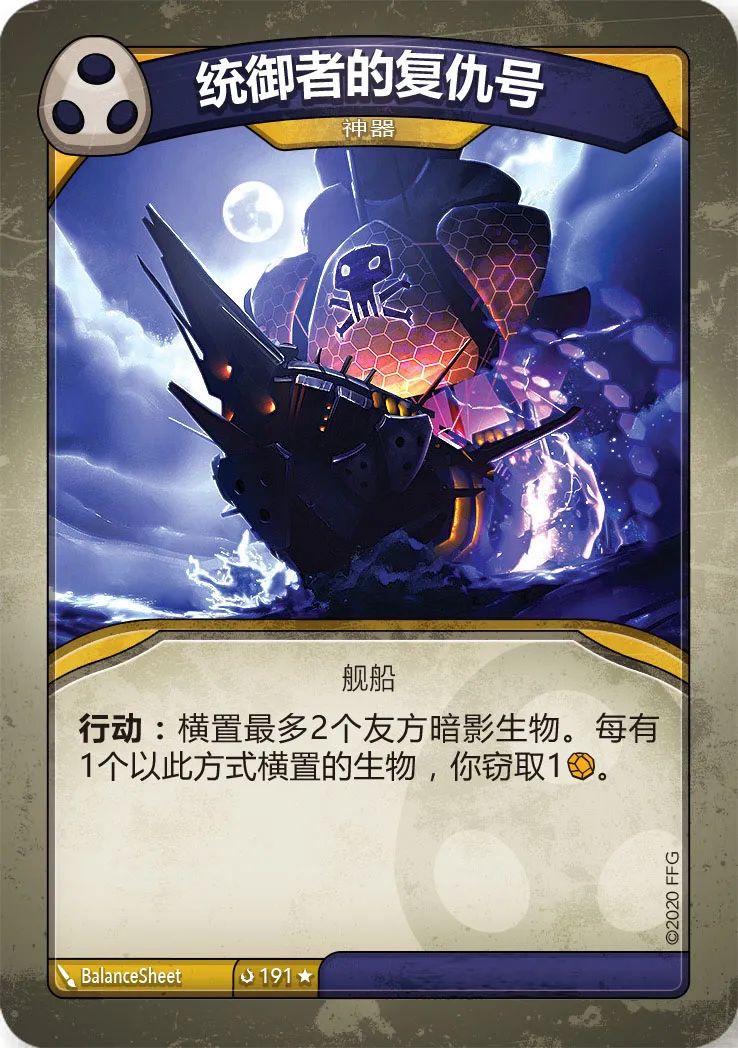 统御者的复仇号
神器
舰船
行动：横置最多2个友方暗影生物。每有
1个以此方式横置的生物，你窃取1。
©2020 FFG
BalanceSheet
191